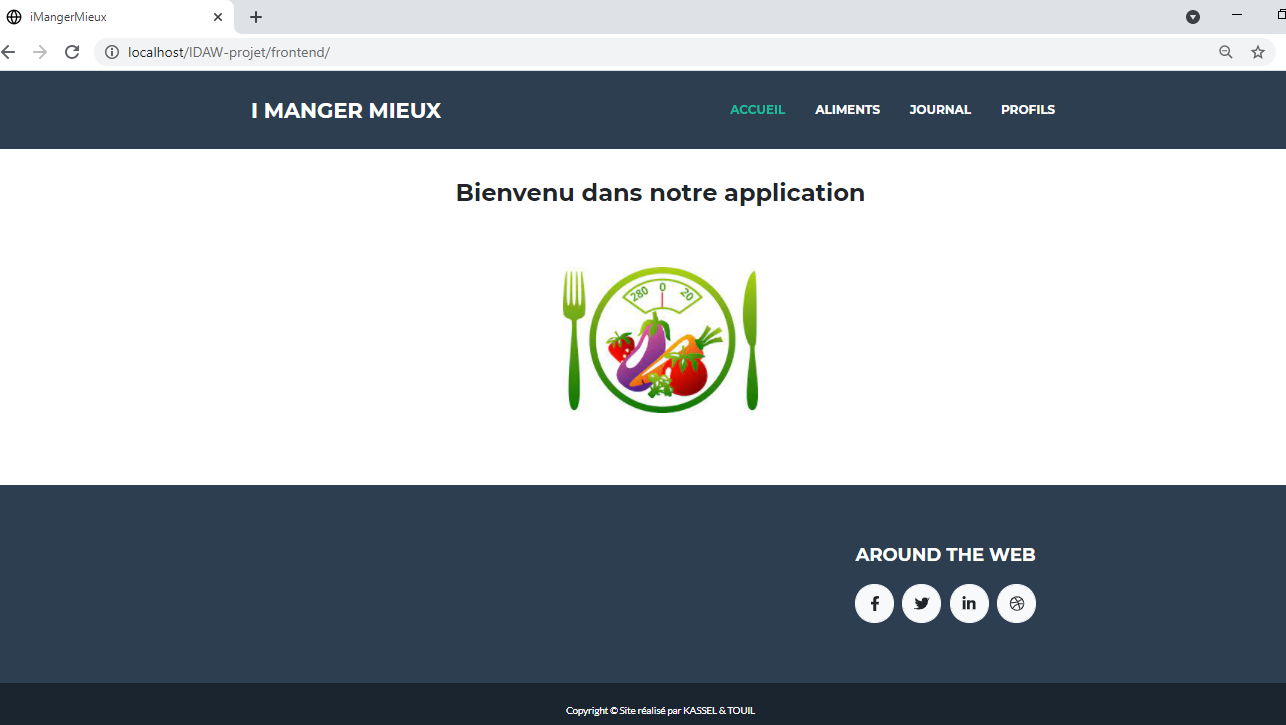 iMangerMieux
localhost/IDAW-projet/frontend/
I MANGER MIEUX
ACCUEIL ALIMENTS JOURNAL PROFILS
Bienvenu dans notre application
280 0 20
AROUND THE WEB
Copyright © Site réalisé par KASSEL & TOUIL